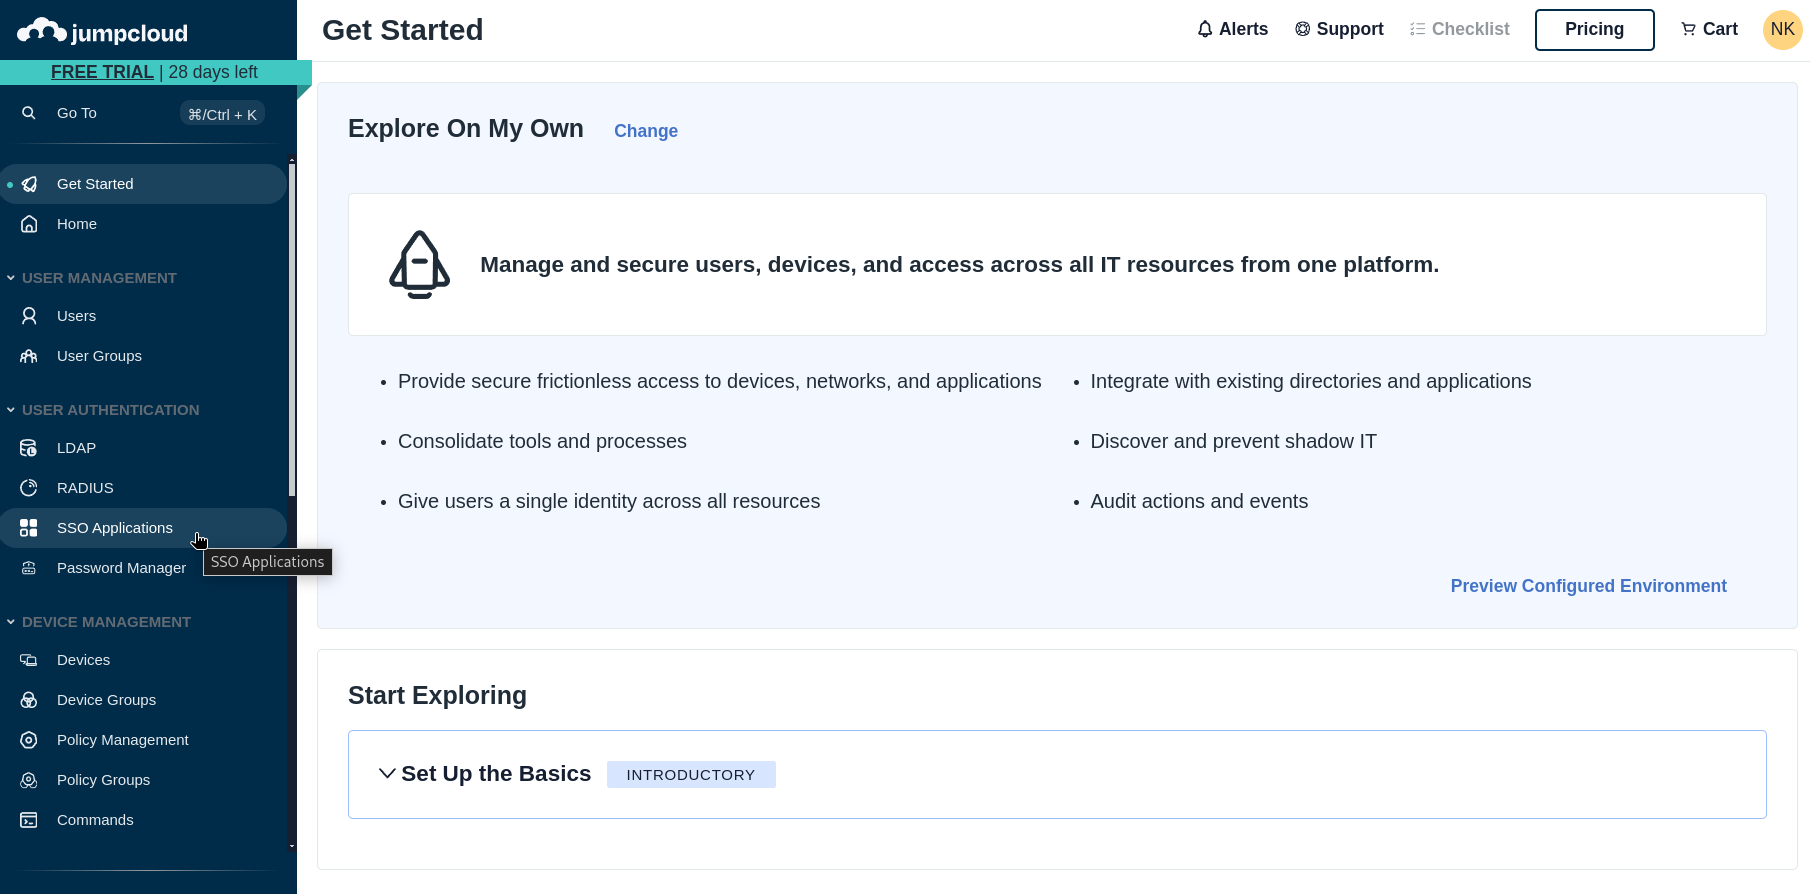 jumpcloud
FREE TRIAL | 28 days left
Go To
⌘/Ctrl + K
Get Started
Home
USER MANAGEMENT
Users
User Groups
USER AUTHENTICATION
LDAP
RADIUS
SSO Applications
SSO Applications
Password Manager
DEVICE MANAGEMENT
Devices
Device Groups
Policy Management
Policy Groups
Commands
Get Started
Alerts
Support
Checklist
Pricing
Cart
NK
Explore On My Own
Change
Manage and secure users, devices, and access across all IT resources from one platform.
• Provide secure frictionless access to devices, networks, and applications
• Consolidate tools and processes
• Give users a single identity across all resources
• Integrate with existing directories and applications
• Discover and prevent shadow IT
• Audit actions and events
Preview Configured Environment
Start Exploring
Set Up the Basics
INTRODUCTORY